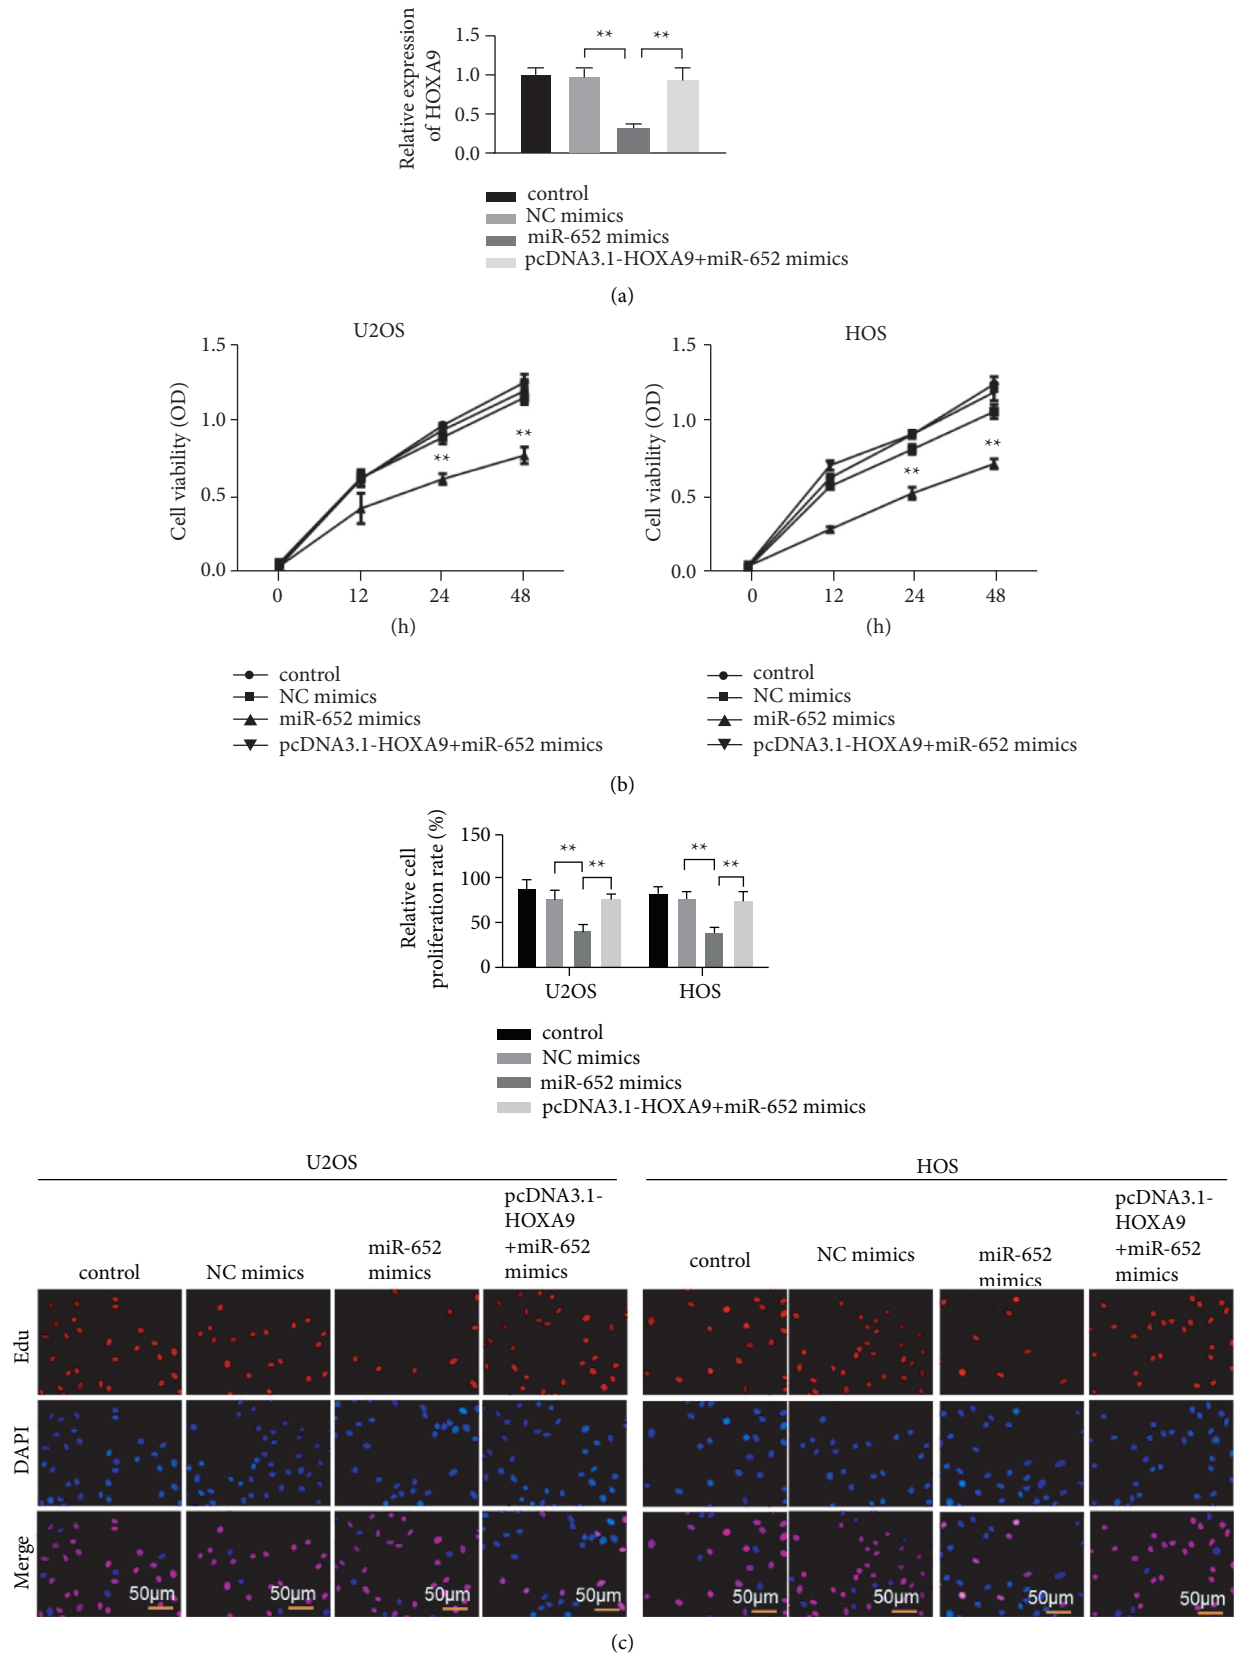 Relative expression
of HOXA9
1.5
1.0
0.5
0.0
** **
control
NC mimics
miR-652 mimics
pcDNA3.1-HOXA9+miR-652 mimics
(a)
U2OS
Cell viability (OD)
1.5
1.0
0.5
0.0
**
**
0 12 24 48
(h)
control
NC mimics
miR-652 mimics
pcDNA3.1-HOXA9+miR-652 mimics
HOS
Cell viability (OD)
1.5
1.0
0.5
0.0
**
**
0 12 24 48
(h)
control
NC mimics
miR-652 mimics
pcDNA3.1-HOXA9+miR-652 mimics
(b)
Relative cell
proliferation rate (%)
150
100
50
0
** **
** **
U2OS HOS
control
NC mimics
miR-652 mimics
pcDNA3.1-HOXA9+miR-652 mimics
U2OS
control
NC mimics
miR-652
mimics
pcDNA3.1-
HOXA9
+miR-652
mimics
HOS
control
NC mimics
miR-652
mimics
pcDNA3.1-
HOXA9
+miR-652
mimics
Edu
DAPI
Merge
50µm 50µm 50µm 50µm 50µm 50µm 50µm 50µm
(c)